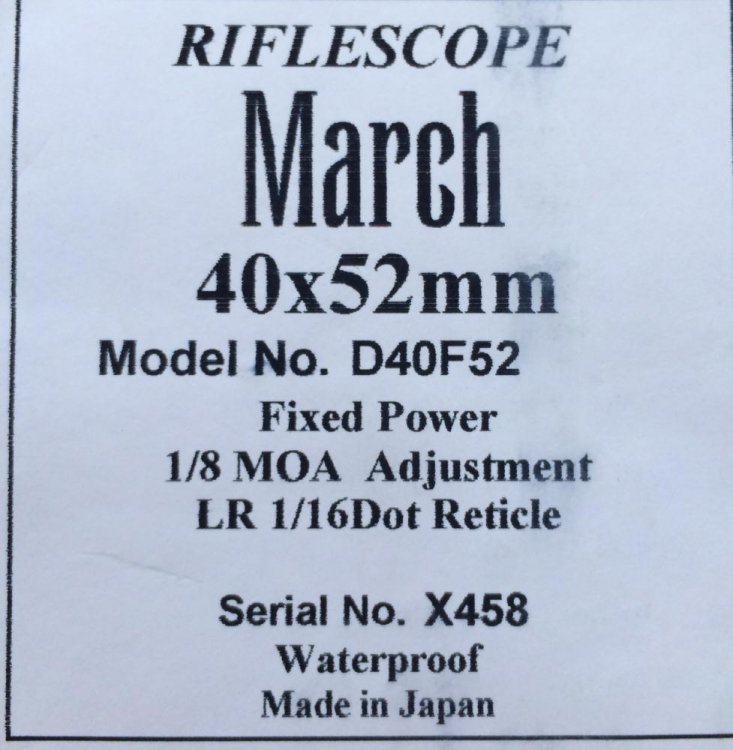 RIFLESCOPE
March
40x52mm
Model No. D40F52
Fixed Power
1/8 MOA Adjustment
LR 1/16Dot Reticle
Serial No. X458
Waterproof
Made in Japan